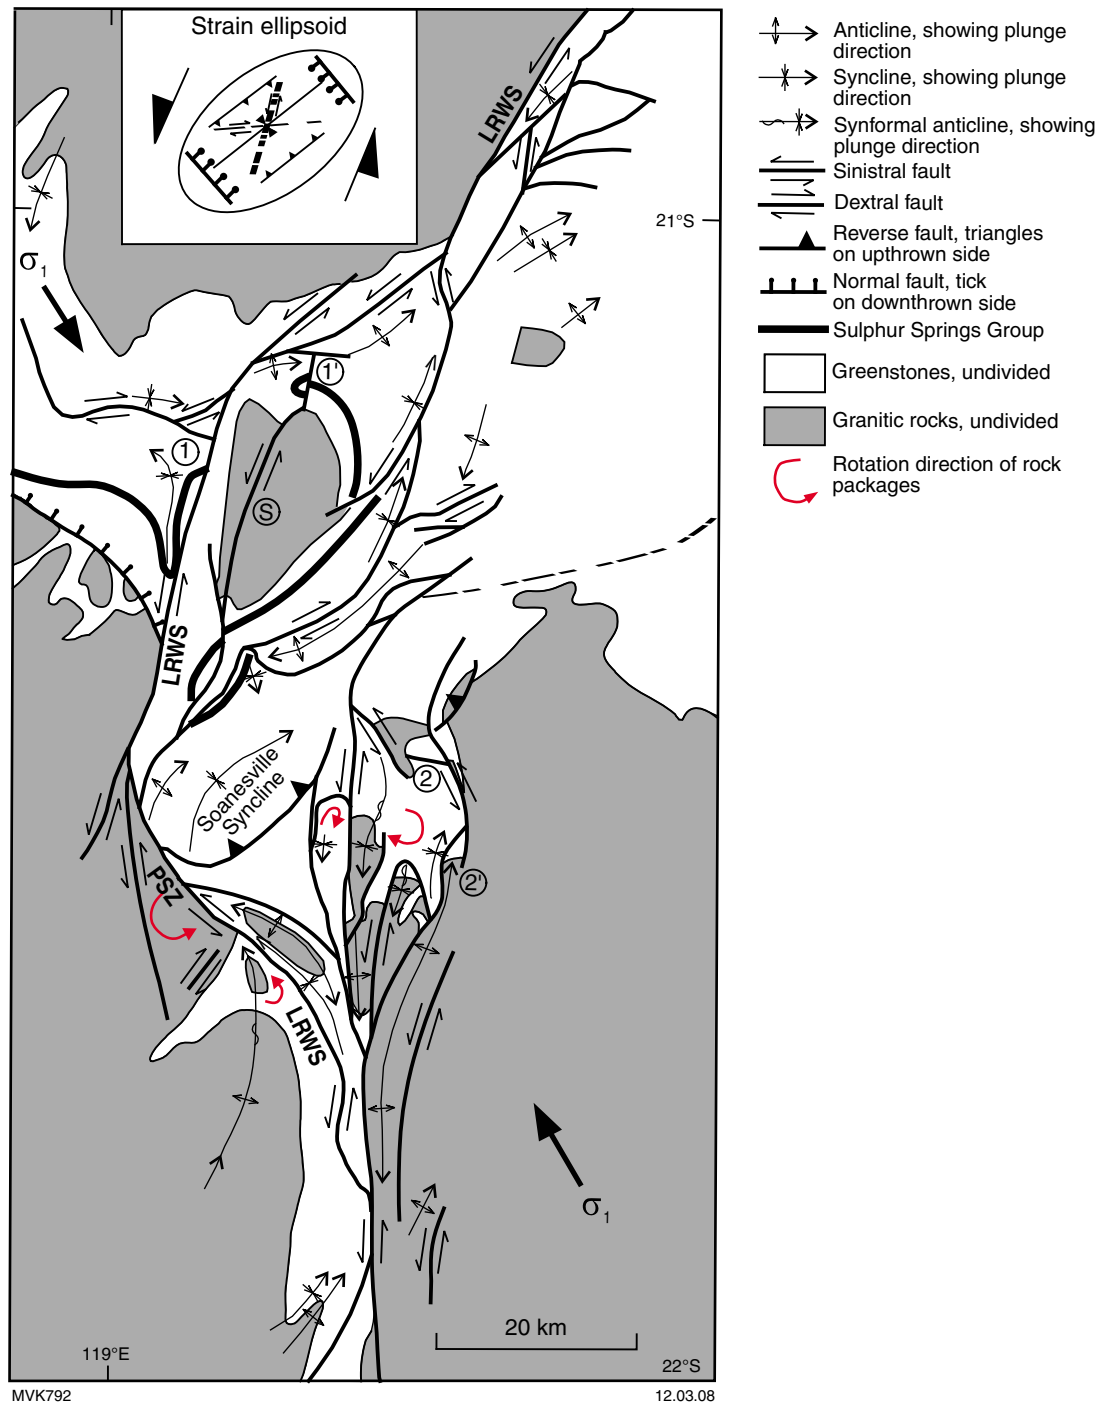 Strain ellipsoid
LRWS
21°S
σ1
1'
1
S
LRWS
Soanesville
Syncline
2
2'
PSZ
LRWS
σ1
20 km
119°E
22°S
MVK792
12.03.08
Anticline, showing plunge
direction
Syncline, showing plunge
direction
Synformal anticline, showing
plunge direction
Sinistral fault
Dextral fault
Reverse fault, triangles
on upthrown side
Normal fault, tick
on downthrown side
Sulphur Springs Group
Greenstones, undivided
Granitic rocks, undivided
Rotation direction of rock
packages